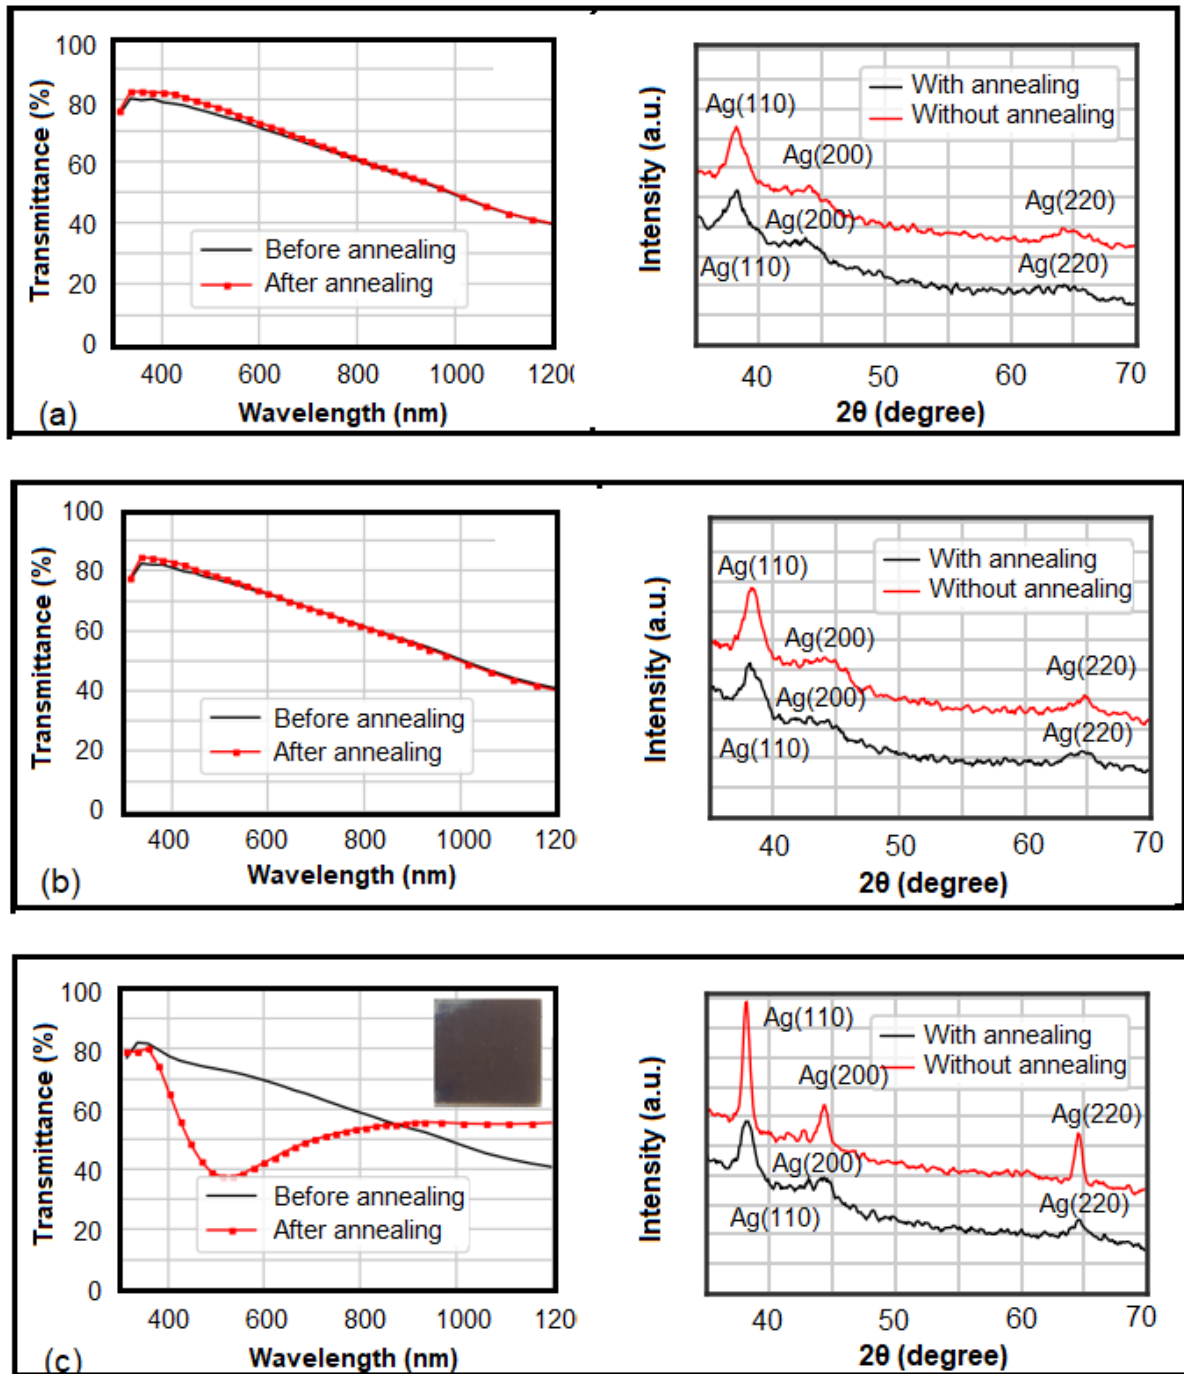 100
80
60
40
20
0
Transmittance (%)
Before annealing
After annealing
400 600 800 1000 1200
Wavelength (nm)
(a)
With annealing
Without annealing
Ag(110)
Ag(200)
Ag(200)
Ag(220)
Ag(110)
Ag(220)
Intensity (a.u.)
40 50 60 70
2θ (degree)
100
80
60
40
20
0
Transmittance (%)
Before annealing
After annealing
400 600 800 1000 120
Wavelength (nm)
(b)
With annealing
Without annealing
Ag(110)
Ag(200)
Ag(220)
Ag(200)
Ag(110)
Ag(220)
Intensity (a.u.)
40 50 60 70
2θ (degree)
100
80
60
40
20
0
Transmittance (%)
Before annealing
After annealing
400 600 800 1000 120
Wavelength (nm)
(c)
Ag(110)
With annealing
Without annealing
Ag(200)
Ag(220)
Ag(200)
Ag(110)
Ag(220)
Intensity (a.u.)
40 50 60 70
2θ (degree)